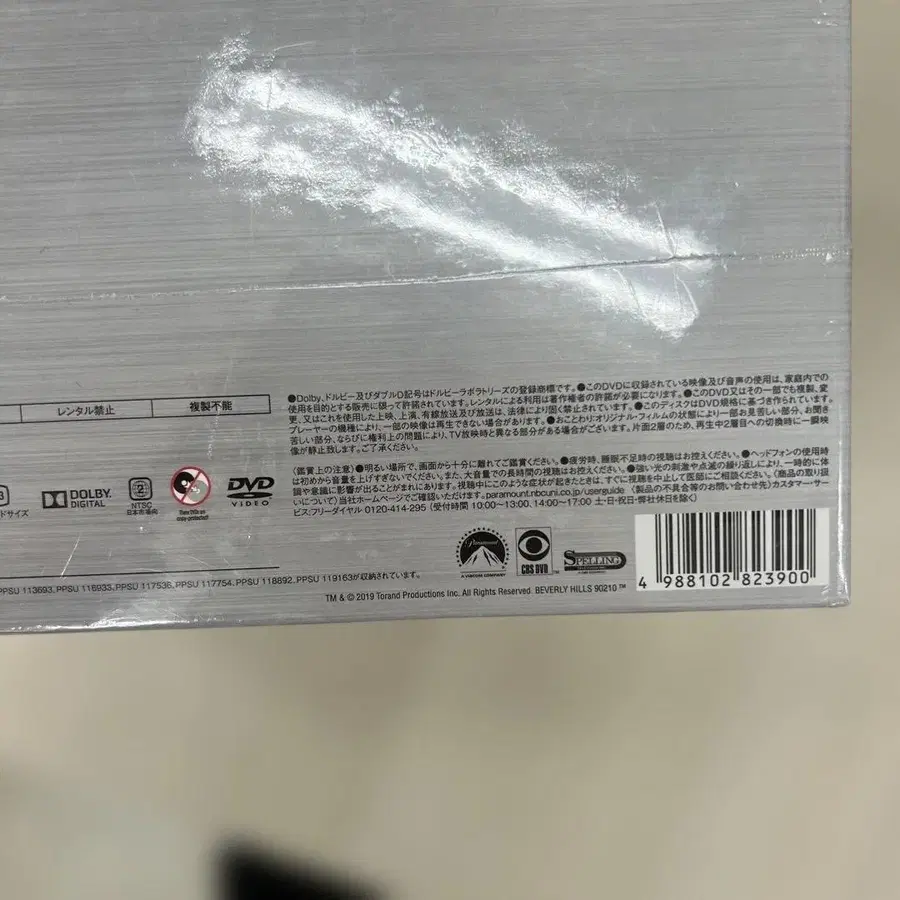 レンタル禁止 複製不能
●Dolby、ドルビー及びダブルD記号はドルビーラボラトリーズの登録商標です。●このDVDに収録されている映像及び音声の使用は、家庭内での
使用を目的とする販売に限って許諾されています。レンタルによる利用は著作権者の許諾が必要になります。●このDVD又はその一部でも複製、変
更、又はこれを使用した上映、上演、有線放送及び放送は、法律により固く禁止されています。●このディスクはDVD規格に基づき作られています。
プレーヤーの機種により、一部の映像は再生できない場合があります。●おことわり：オリジナル・フィルムの状態により一部お見苦しい部分、お聞き
苦しい部分、ならびに権利上の問題により、TV放映時と異なる部分がある場合がございます。片面2層のため、再生中2層目への切換時に一瞬映
像が静止致します。ご了承ください。
〈鑑賞上の注意〉●明るい場所で、画面から十分に離れてご鑑賞ください。●疲労時、睡眠不足時の視聴はお控えください。●ヘッドフォンの使用時
は初めから音量を上げすぎないでください。また、大音量での長時間の視聴はお控えください。●強い光の刺激や点滅の繰り返しにより、一時的に体
調や意識に影響が出ることがあります。視聴中にこのような症状が起きたときは、すぐに視聴を中止して医師にご相談ください。〈商品の取り扱
いについて〉当社ホームページでご確認いただけます。paramount.nbcuni.co.jp/userguide 〈製品の不具合等のお問い合わせ先〉カスタマー・サー
ビス:フリーダイヤル 0120-414-295 (受付時間 10:00〜13:00、14:00〜17:00 土・日・祝日・弊社休日を除く)
ドサイズ
DOLBY
DIGITAL
2
NTSC
日本市場向
DVD
VIDEO
Paramount
A VIACOM COMPANY
CBS DVD
SPELLING
4 988102 823900
PPSU 113693、PPSU 116933、PPSU 117536、PPSU 117754、PPSU 118892、PPSU 119163が収納されています。
TM & © 2019 Torand Productions Inc. All Rights Reserved. BEVERLY HILLS 90210 ™